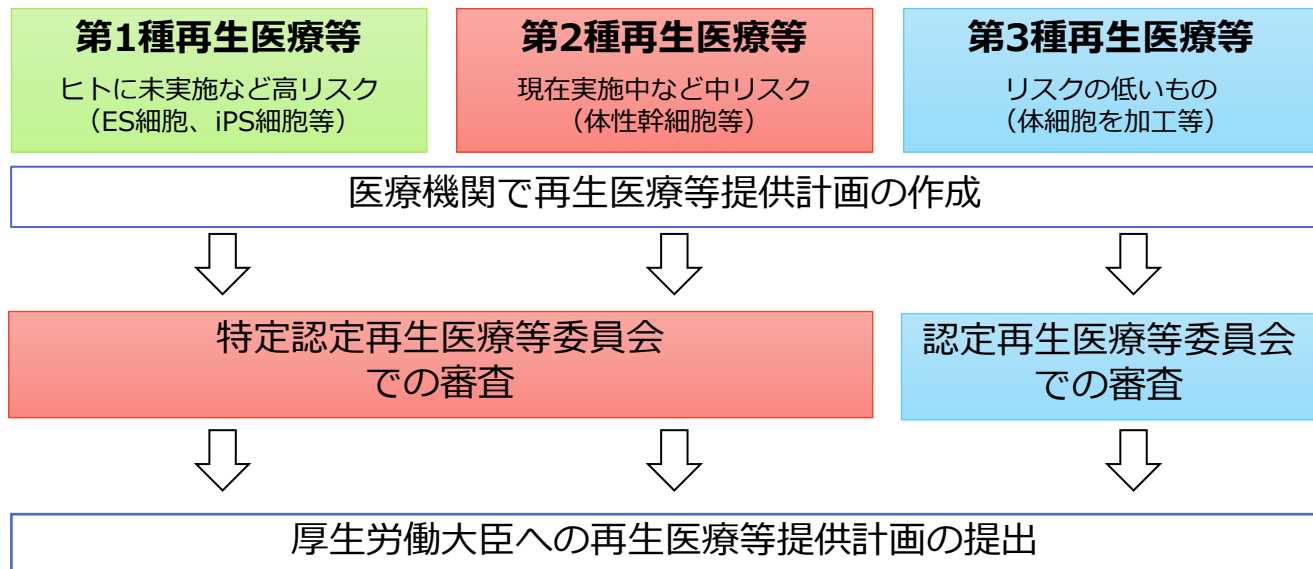 第1種再生医療等
ヒトに未実施など高リスク
（ES細胞、iPS細胞等）
第2種再生医療等
現在実施中など中リスク
（体性幹細胞等）
第3種再生医療等
リスクの低いもの
（体細胞を加工等）
医療機関で再生医療等提供計画の作成
特定認定再生医療等委員会
での審査
認定再生医療等委員会
での審査
厚生労働大臣への再生医療等提供計画の提出